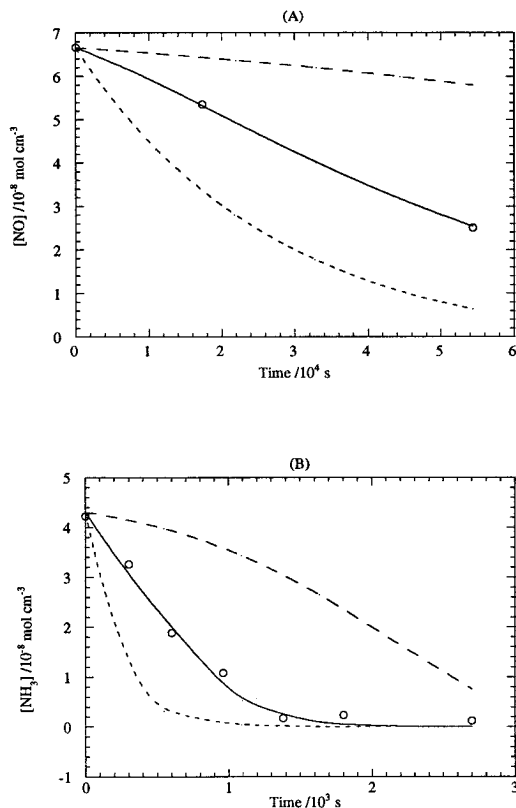 (A)
7
6
5
4
3
2
1
0
[NO] /10⁻⁸ mol cm⁻³
0 1 2 3 4 5 6
Time /10⁴ s
(B)
5
4
3
2
1
0
-1
[NH₃] /10⁻⁸ mol cm⁻³
0 1 2 3
Time /10³ s